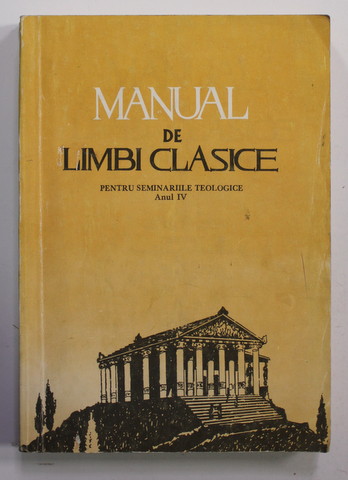 MANUAL
DE
LIMBI CLASICE
PENTRU SEMINARIILE TEOLOGICE
Anul IV